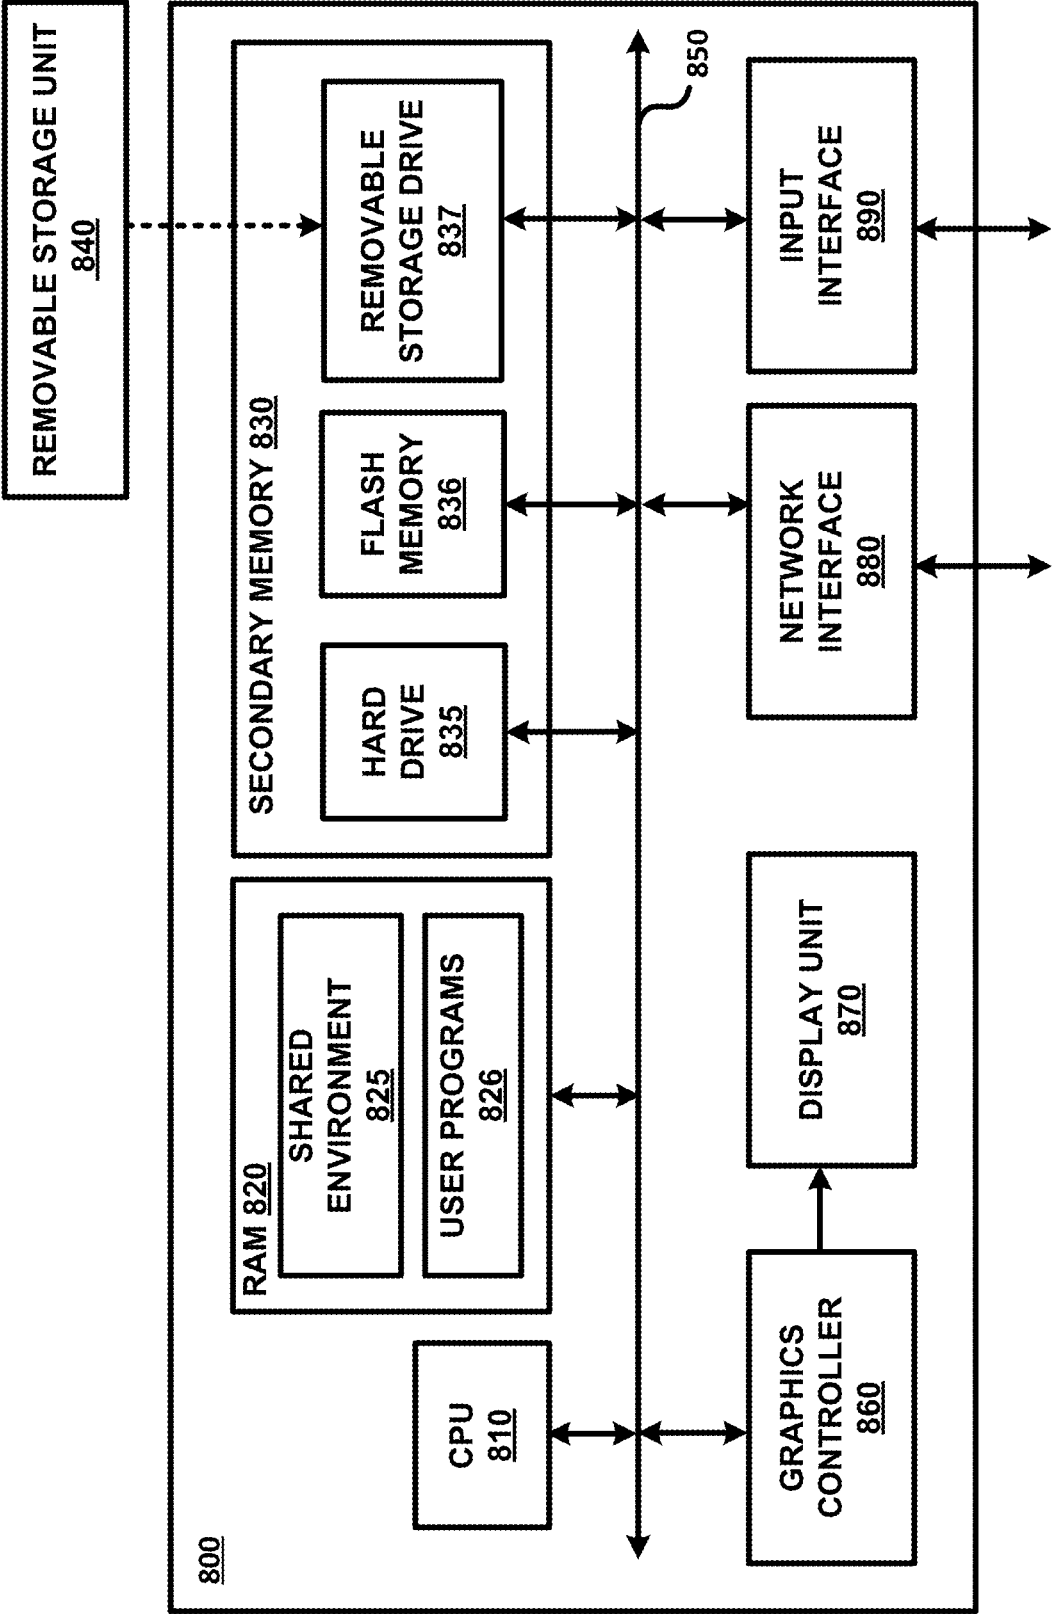 REMOVABLE STORAGE UNIT
840
800
CPU
810
RAM 820
SHARED
ENVIRONMENT
825
USER PROGRAMS
826
SECONDARY MEMORY 830
HARD
DRIVE
835
FLASH
MEMORY
836
REMOVABLE
STORAGE DRIVE
837
850
GRAPHICS
CONTROLLER
860
DISPLAY UNIT
870
NETWORK
INTERFACE
880
INPUT
INTERFACE
890